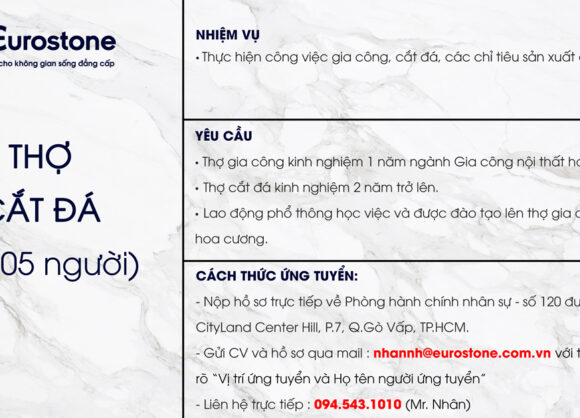 Eurostone
cho không gian sống đẳng cấp
THỢ
CẮT ĐÁ
05 người)
NHIỆM VỤ
• Thực hiện công việc gia công, cắt đá, các chỉ tiêu sản xuất
YÊU CẦU
• Thợ gia công kinh nghiệm 1 năm ngành Gia công nội thất
• Thợ cắt đá kinh nghiệm 2 năm trở lên.
• Lao động phổ thông học việc và được đào tạo lên thợ gia
hoa cương.
CÁCH THỨC ỨNG TUYỂN:
- Nộp hồ sơ trực tiếp về Phòng hành chính nhân sự - số 120
CityLand Center Hill, P.7, Q.Gò Vấp, TP.HCM.
- Gửi CV và hồ sơ qua mail : nhannh@eurostone.com.vn với
rõ “Vị trí ứng tuyển và Họ tên người ứng tuyển”
- Liên hệ trực tiếp : 094.543.1010 (Mr. Nhân)